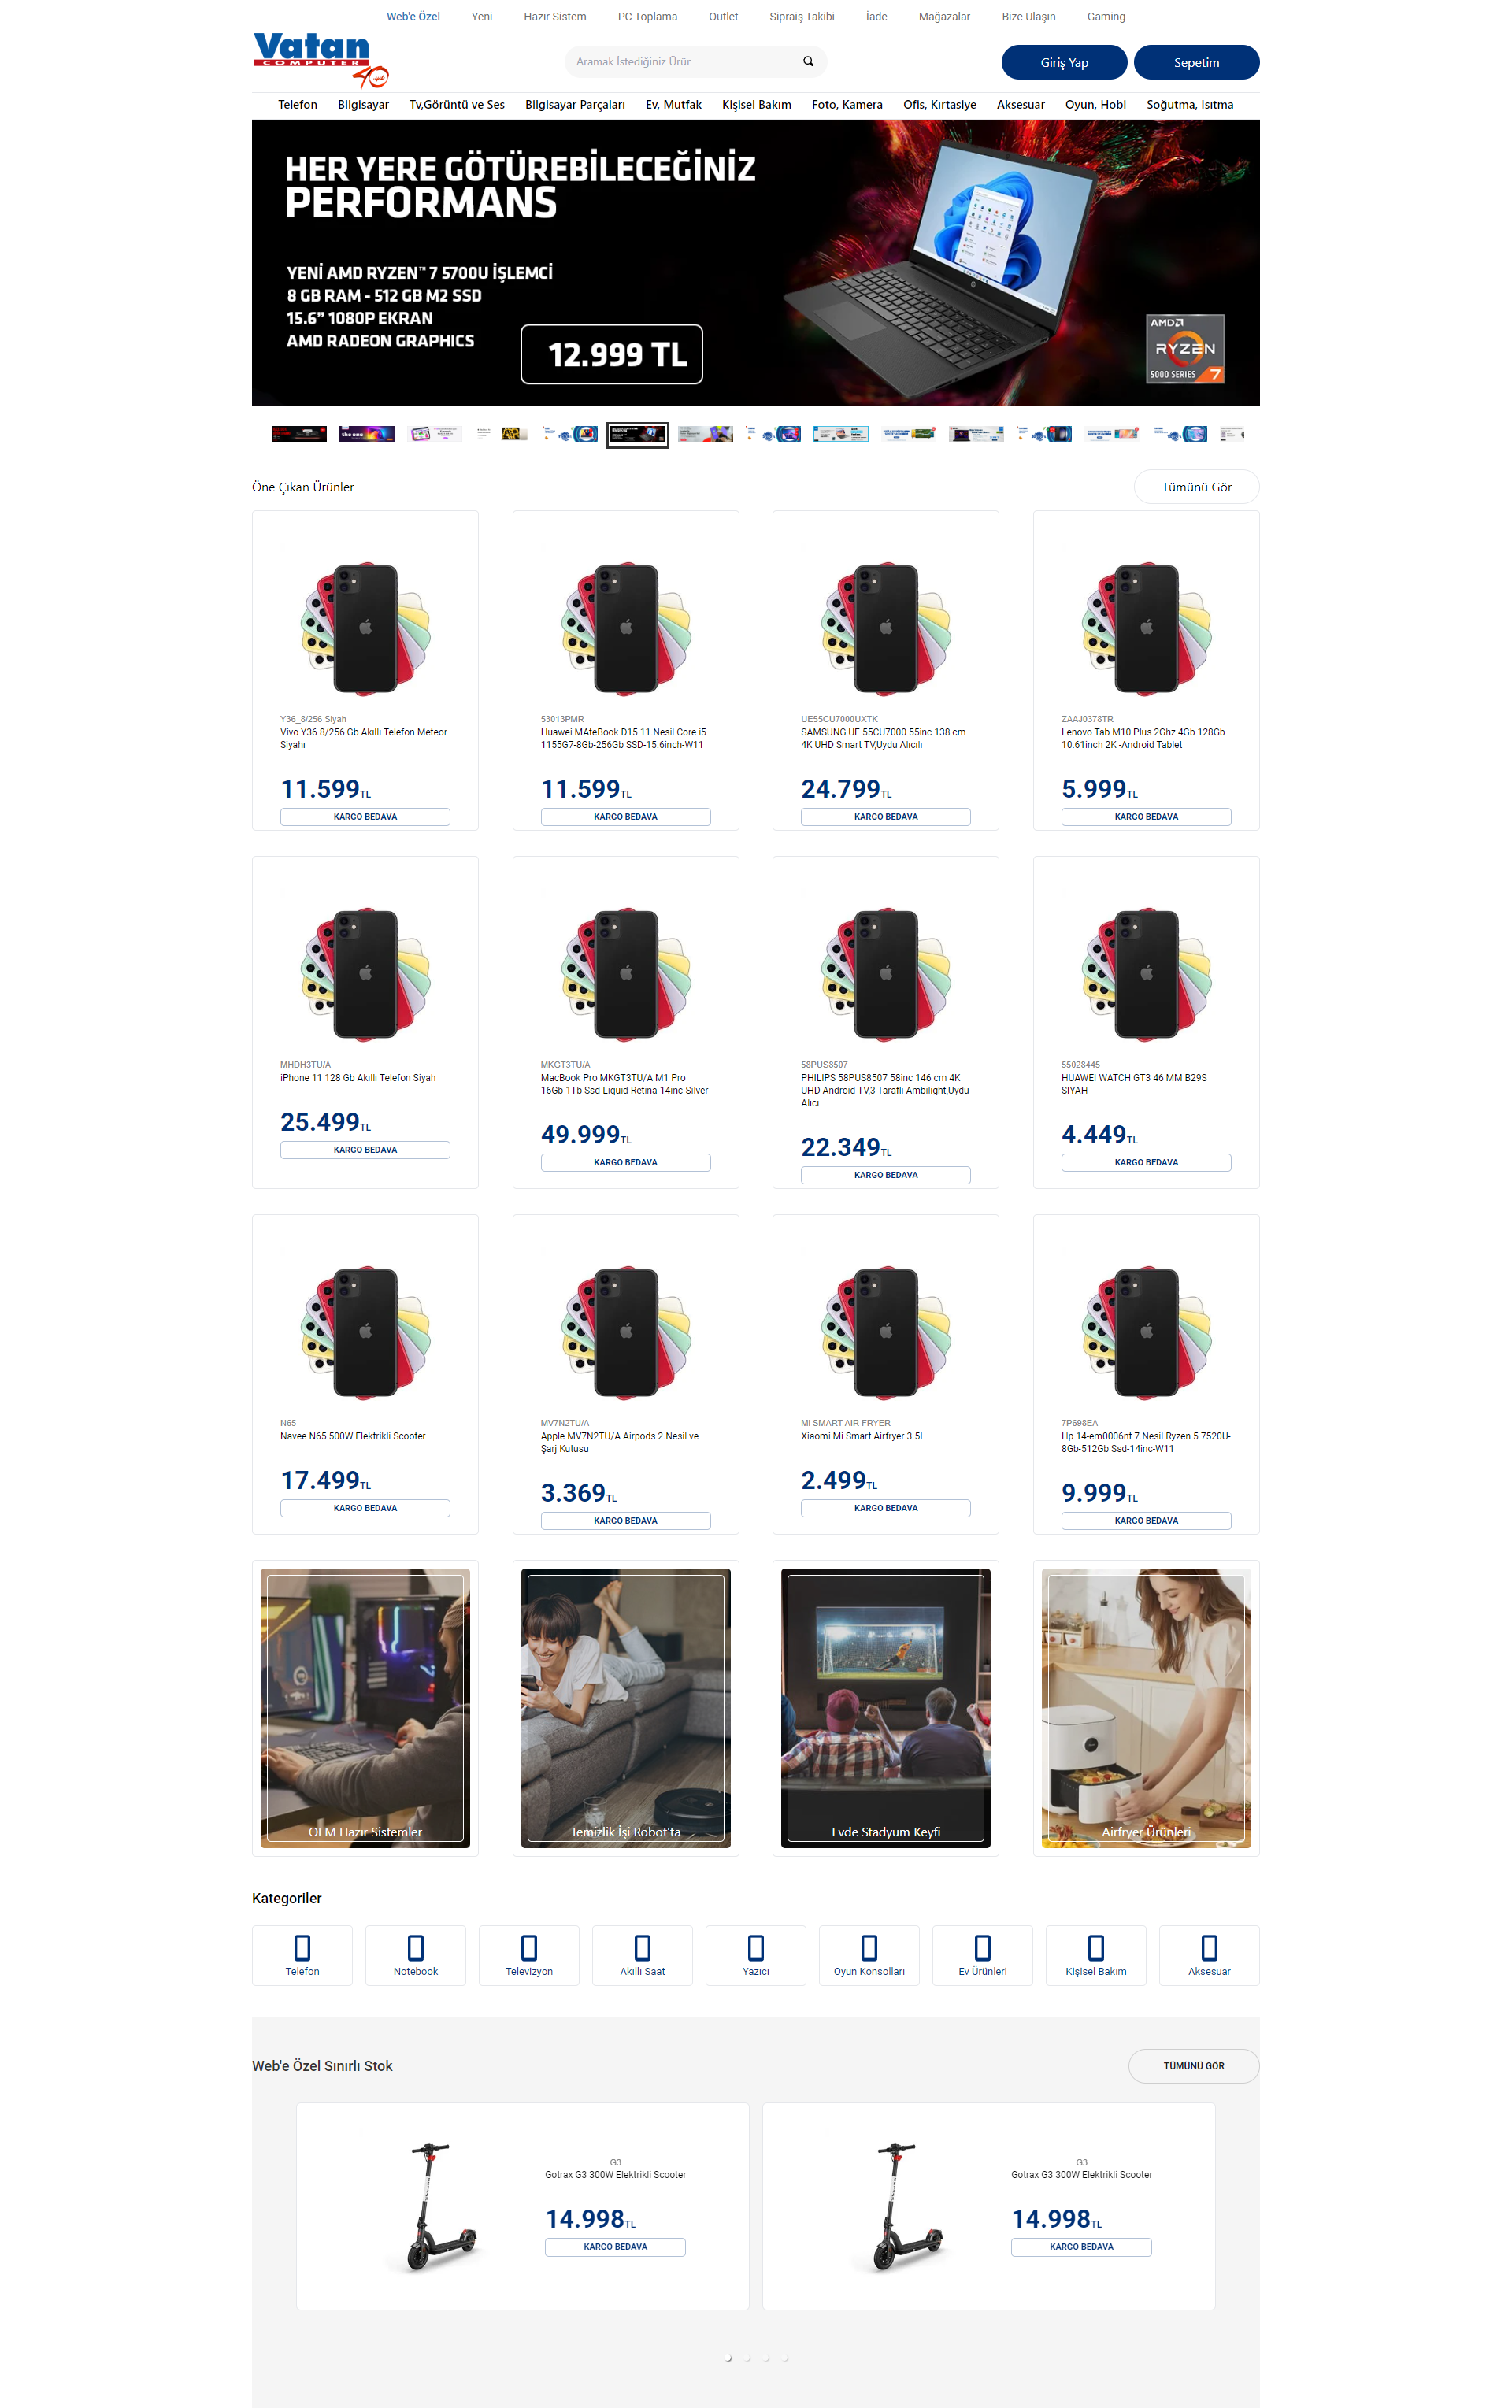 Web'e Özel Yeni Hazır Sistem PC Toplama Outlet Sipraiş Takibi İade Mağazalar Bize Ulaşın Gaming
Vatan
COMPUTER
40.yıl
Aramak İstediğiniz Ürür
Giriş Yap
Sepetim
Telefon Bilgisayar Tv,Görüntü ve Ses Bilgisayar Parçaları Ev, Mutfak Kişisel Bakım Foto, Kamera Ofis, Kırtasiye Aksesuar Oyun, Hobi Soğutma, Isıtma
HER YERE GÖTÜREBİLECEĞİNİZ
PERFORMANS
YENİ AMD RYZEN™ 7 5700U İŞLEMCİ
8 GB RAM - 512 GB M2 SSD
15.6” 1080P EKRAN
AMD RADEON GRAPHICS
12.999 TL
AMD
RYZEN
5000 SERIES 7
the one
Öne Çıkan Ürünler
Tümünü Gör
Y36_8/256 Siyah
Vivo Y36 8/256 Gb Akıllı Telefon Meteor
Siyahı
11.599TL
KARGO BEDAVA
53013PMR
Huawei MAteBook D15 11.Nesil Core i5
1155G7-8Gb-256Gb SSD-15.6inch-W11
11.599TL
KARGO BEDAVA
UE55CU7000UXTK
SAMSUNG UE 55CU7000 55inc 138 cm
4K UHD Smart TV,Uydu Alıcılı
24.799TL
KARGO BEDAVA
ZAAJ0378TR
Lenovo Tab M10 Plus 2Ghz 4Gb 128Gb
10.61inch 2K -Android Tablet
5.999TL
KARGO BEDAVA
MHDH3TU/A
iPhone 11 128 Gb Akıllı Telefon Siyah
25.499TL
KARGO BEDAVA
MKGT3TU/A
MacBook Pro MKGT3TU/A M1 Pro
16Gb-1Tb Ssd-Liquid Retina-14inc-Silver
49.999TL
KARGO BEDAVA
58PUS8507
PHILIPS 58PUS8507 58inc 146 cm 4K
UHD Android TV,3 Taraflı Ambilight,Uydu
Alıcı
22.349TL
KARGO BEDAVA
55028445
HUAWEI WATCH GT3 46 MM B29S
SIYAH
4.449TL
KARGO BEDAVA
N65
Navee N65 500W Elektrikli Scooter
17.499TL
KARGO BEDAVA
MV7N2TU/A
Apple MV7N2TU/A Airpods 2.Nesil ve
Şarj Kutusu
3.369TL
KARGO BEDAVA
Mi SMART AIR FRYER
Xiaomi Mi Smart Airfryer 3.5L
2.499TL
KARGO BEDAVA
7P698EA
Hp 14-em0006nt 7.Nesil Ryzen 5 7520U-
8Gb-512Gb Ssd-14inc-W11
9.999TL
KARGO BEDAVA
OEM Hazır Sistemler
Temizlik İşi Robot'ta
Evde Stadyum Keyfi
Airfryer Ürünleri
Kategoriler
Telefon
Notebook
Televizyon
Akıllı Saat
Yazıcı
Oyun Konsolları
Ev Ürünleri
Kişisel Bakım
Aksesuar
Web'e Özel Sınırlı Stok
TÜMÜNÜ GÖR
G3
Gotrax G3 300W Elektrikli Scooter
14.998TL
KARGO BEDAVA
G3
Gotrax G3 300W Elektrikli Scooter
14.998TL
KARGO BEDAVA